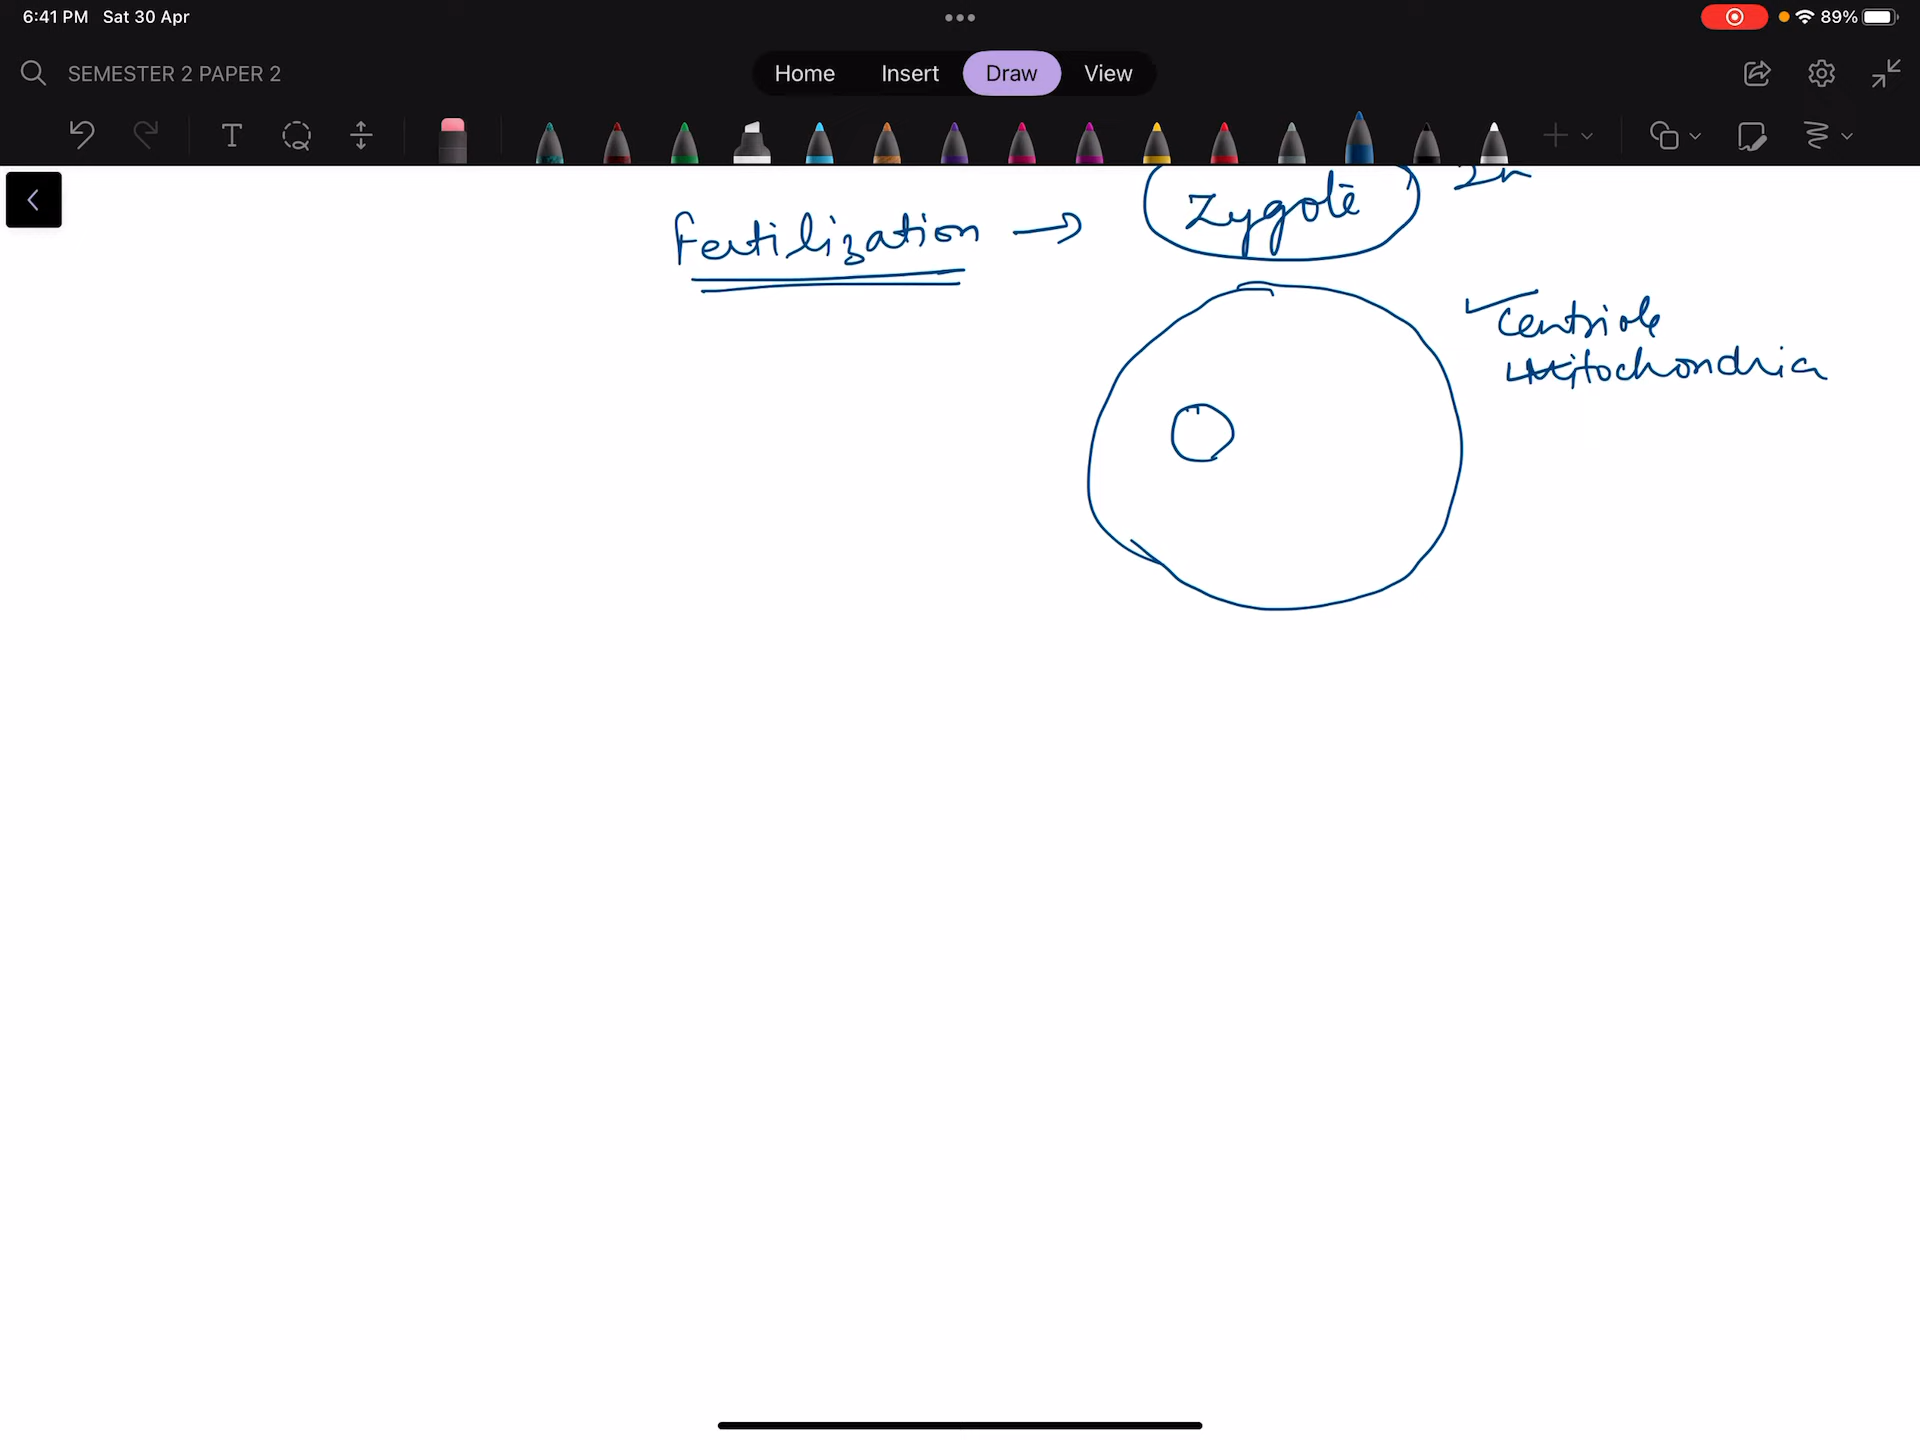 6:41 PM Sat 30 Apr
89%
SEMESTER 2 PAPER 2
Home Insert Draw View
T
Zygote 2n
Fertilization →
Centriole
Mitochondria